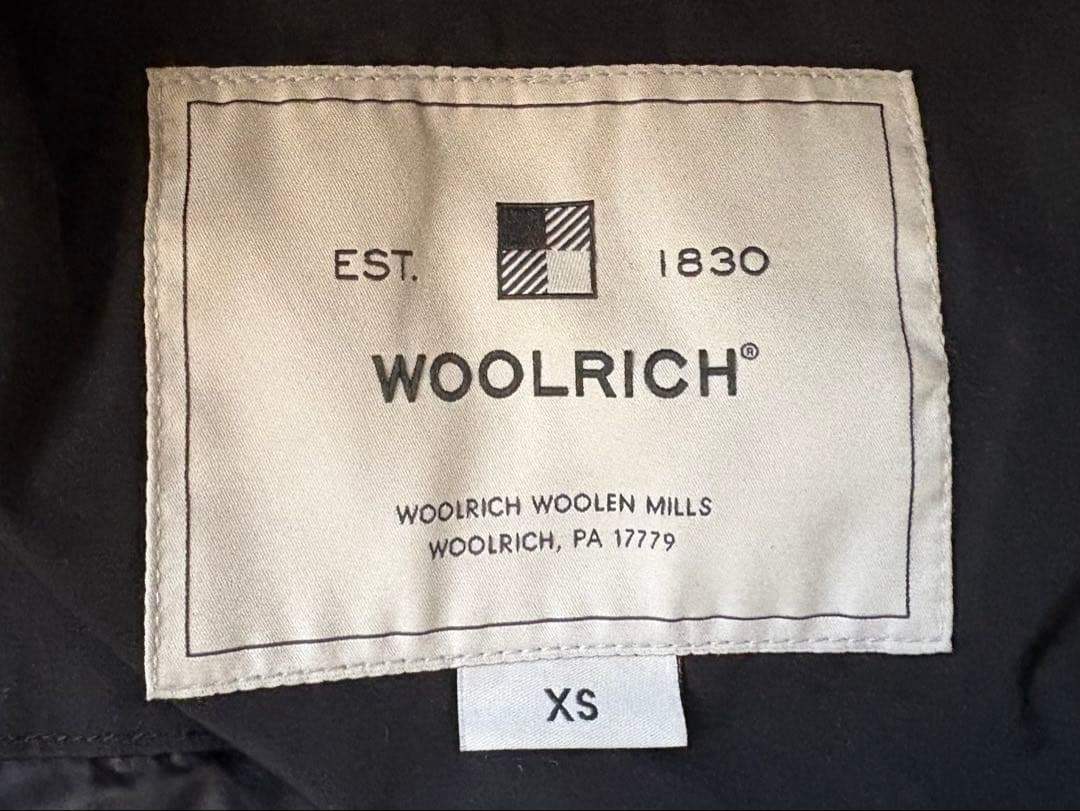 EST. 1830
WOOLRICH®
WOOLRICH WOOLEN MILLS
WOOLRICH, PA 17779
XS